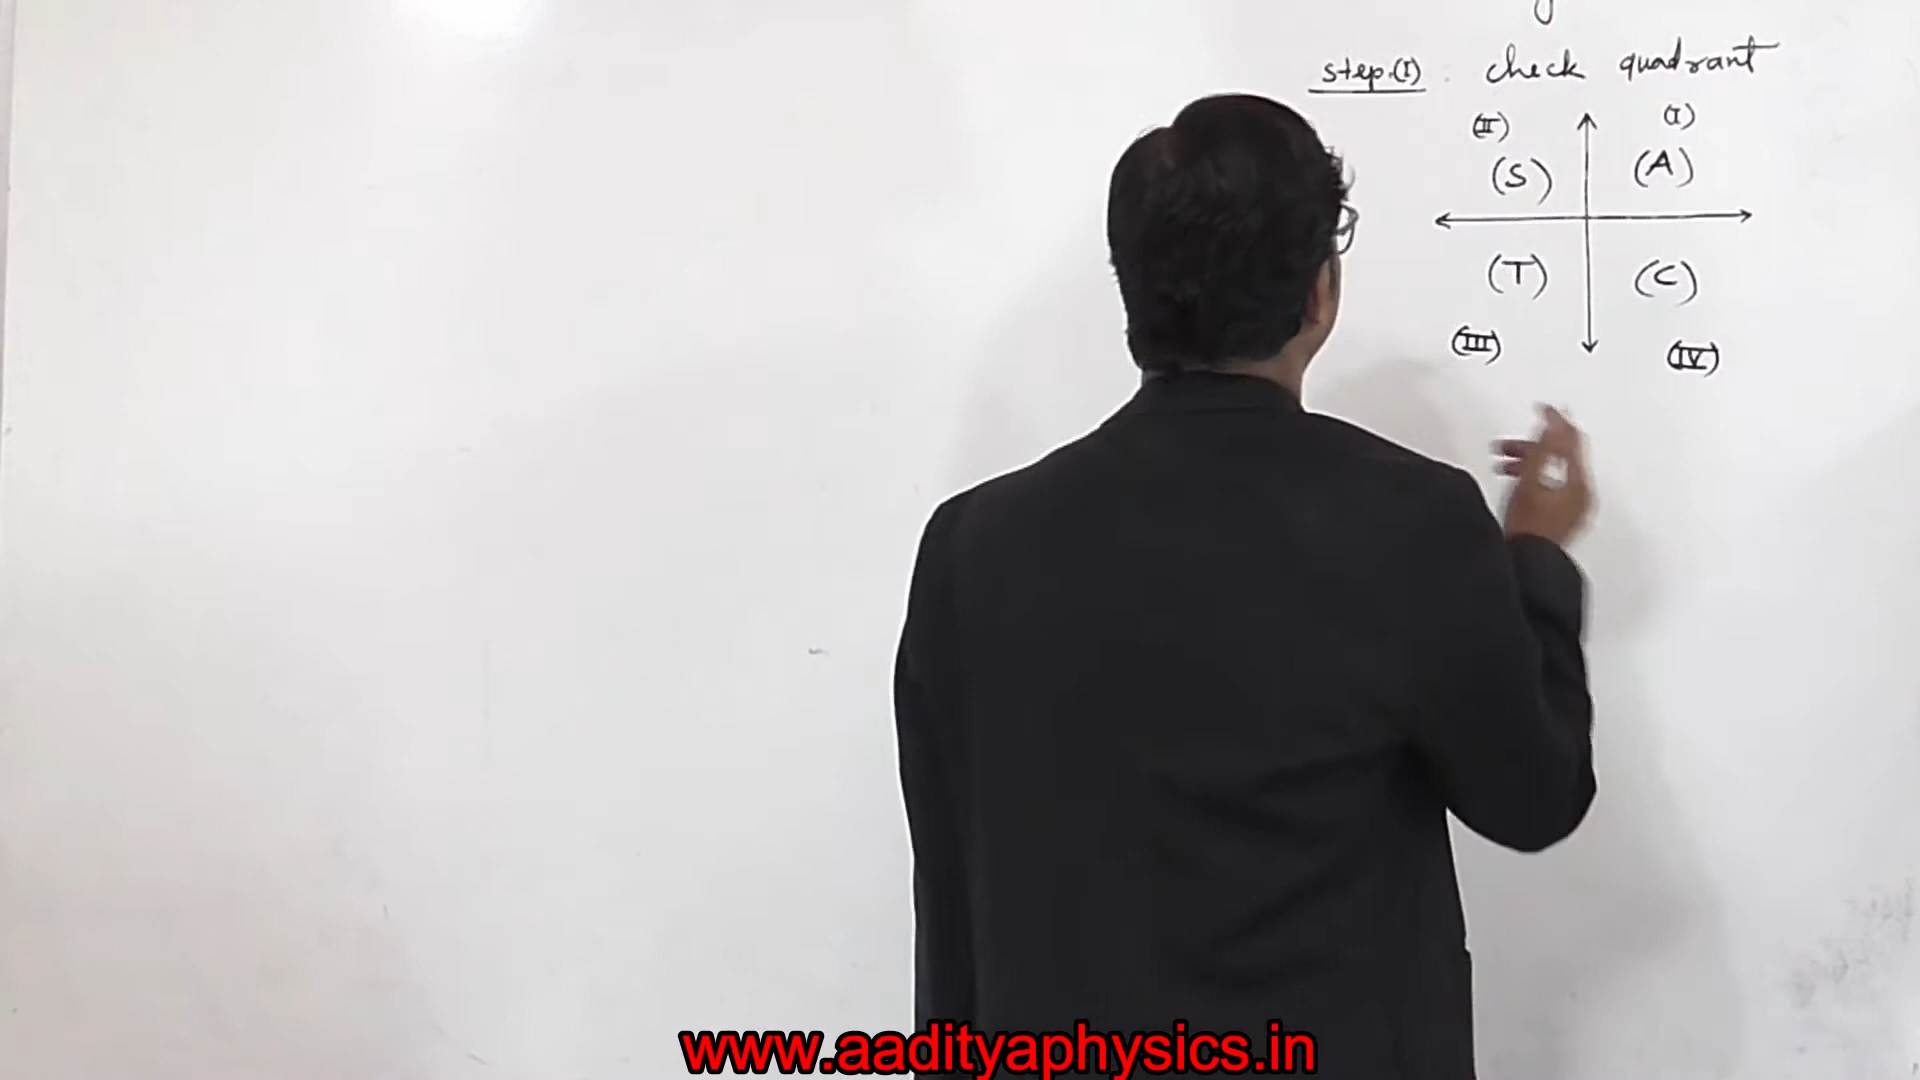 step.(I) : check quadrant
(II) (I)
(S) (A)
(T) (C)
(III) (IV)
www.aadityaphysics.in